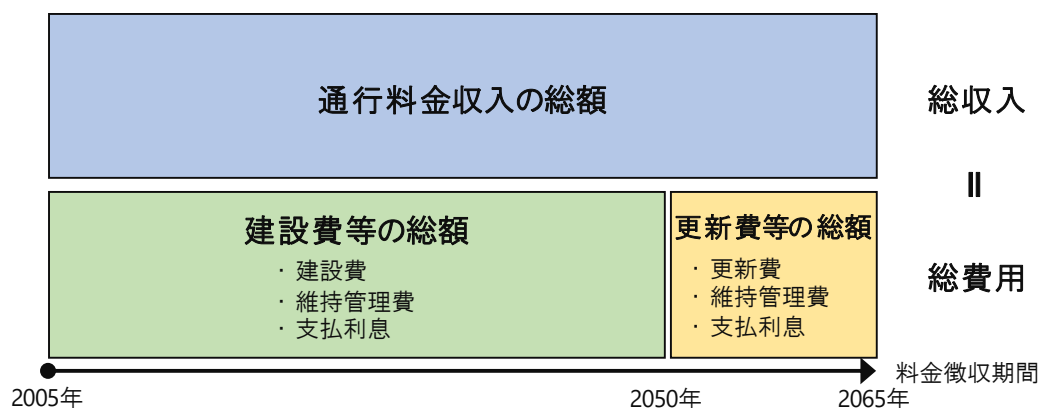 通行料金収入の総額
総収入
=
建設費等の総額
・ 建設費
・ 維持管理費
・ 支払利息
更新費等の総額
・ 更新費
・ 維持管理費
・ 支払利息
総費用
料金徴収期間
2005年
2050年
2065年